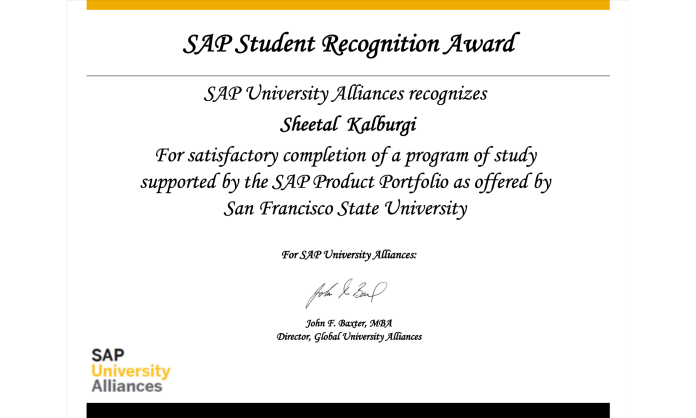 SAP Student Recognition Award
SAP University Alliances recognizes
Sheetal Kalburgi
For satisfactory completion of a program of study
supported by the SAP Product Portfolio as offered by
San Francisco State University
For SAP University Alliances:
John F. Baxter, MBA
Director, Global University Alliances
SAP
University
Alliances